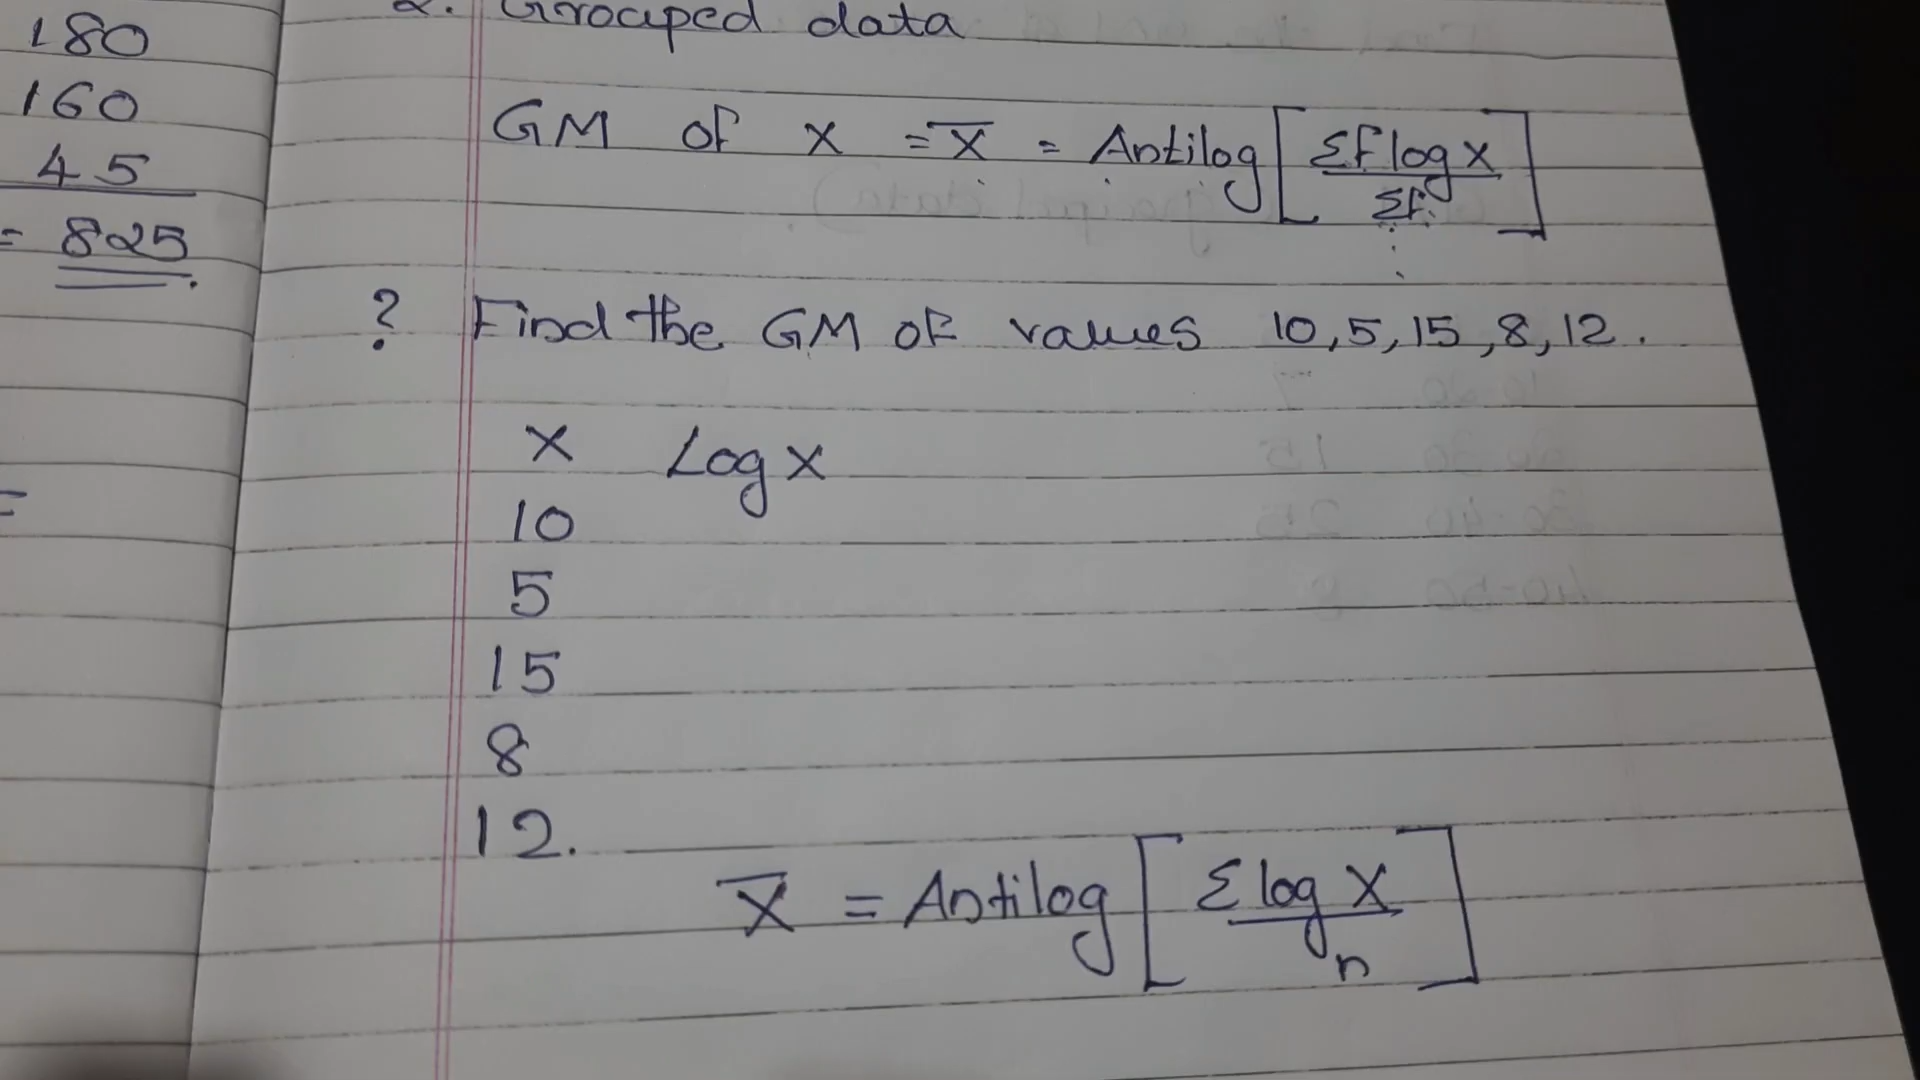 180
160
45
= 825.
=
2. Grouped data
GM of x = x̅ = Antilog [ Σf log x / Σf ]
? Find the GM of values 10, 5, 15, 8, 12.
x Log x
10
5
15
8
12.
x̅ = Antilog [ Σ log x / n ]